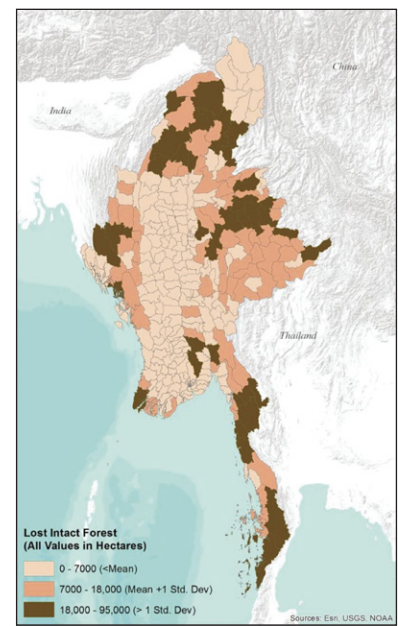 China
India
Thailand
Lost Intact Forest
(All Values in Hectares)
0 - 7000 (<Mean)
7000 - 18,000 (Mean +1 Std. Dev)
18,000 - 95,000 (> 1 Std. Dev)
Sources: Esri, USGS, NOAA